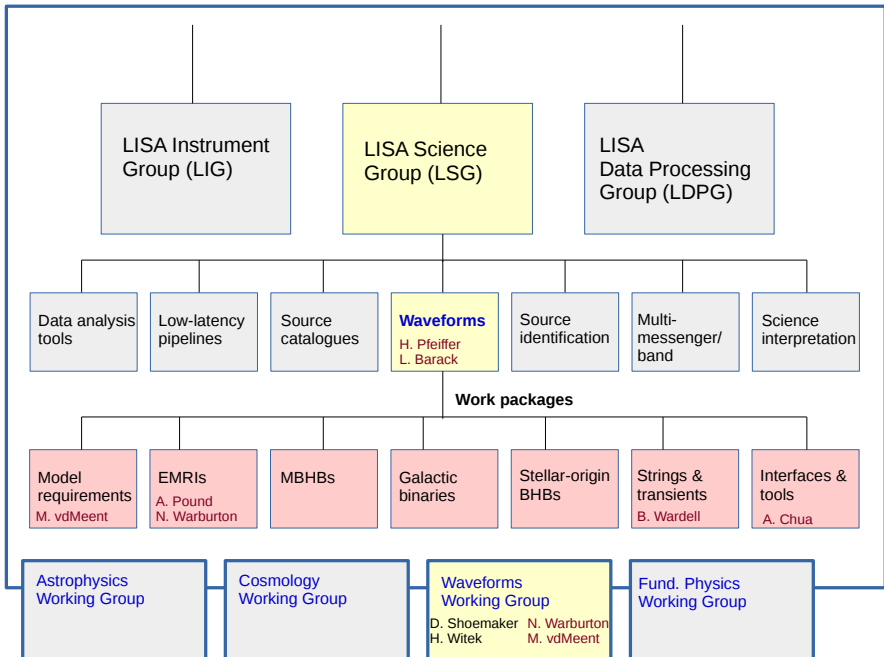 LISA Instrument
Group (LIG)
LISA Science
Group (LSG)
LISA
Data Processing
Group (LDPG)
Data analysis
tools
Low-latency
pipelines
Source
catalogues
Waveforms
H. Pfeiffer
L. Barack
Source
identification
Multi-
messenger/
band
Science
interpretation
Work packages
Model
requirements
M. vdMeent
EMRIs
A. Pound
N. Warburton
MBHBs
Galactic
binaries
Stellar-origin
BHBs
Strings &
transients
B. Wardell
Interfaces &
tools
A. Chua
Astrophysics
Working Group
Cosmology
Working Group
Waveforms
Working Group
D. Shoemaker N. Warburton
H. Witek M. vdMeent
Fund. Physics
Working Group